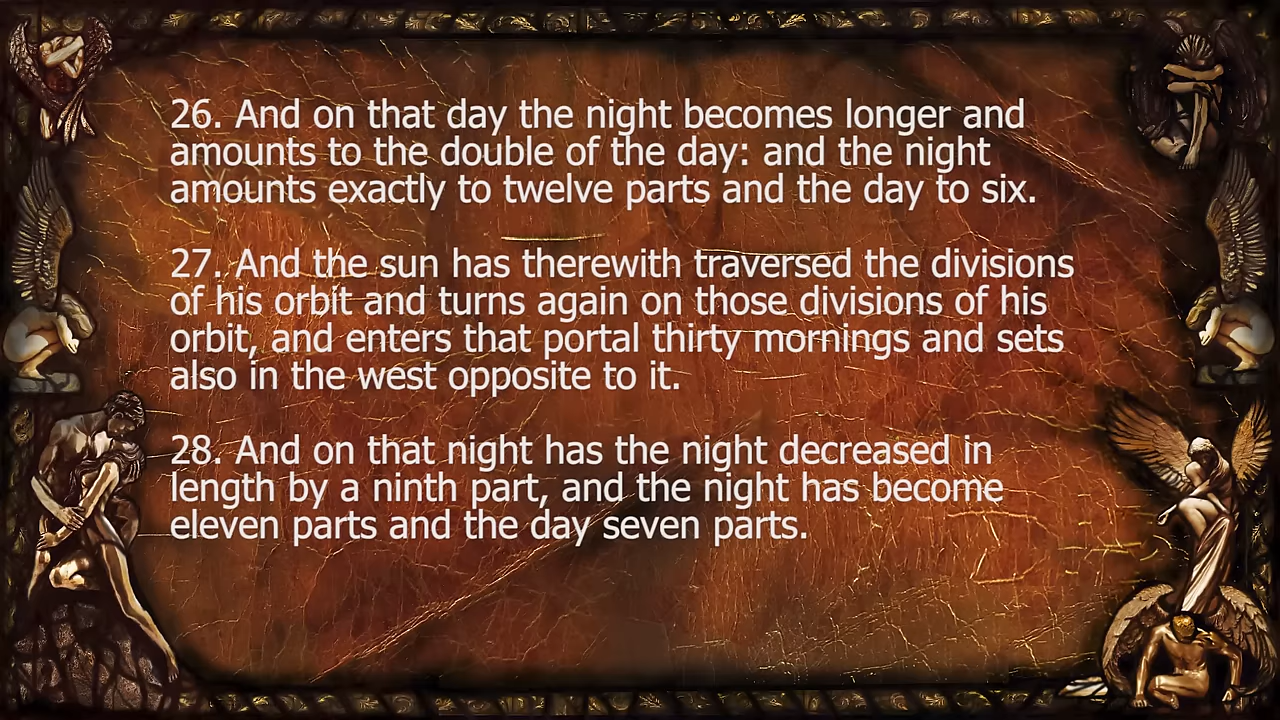 26. And on that day the night becomes longer and
amounts to the double of the day: and the night
amounts exactly to twelve parts and the day to six.
27. And the sun has therewith traversed the divisions
of his orbit and turns again on those divisions of his
orbit, and enters that portal thirty mornings and sets
also in the west opposite to it.
28. And on that night has the night decreased in
length by a ninth part, and the night has become
eleven parts and the day seven parts.